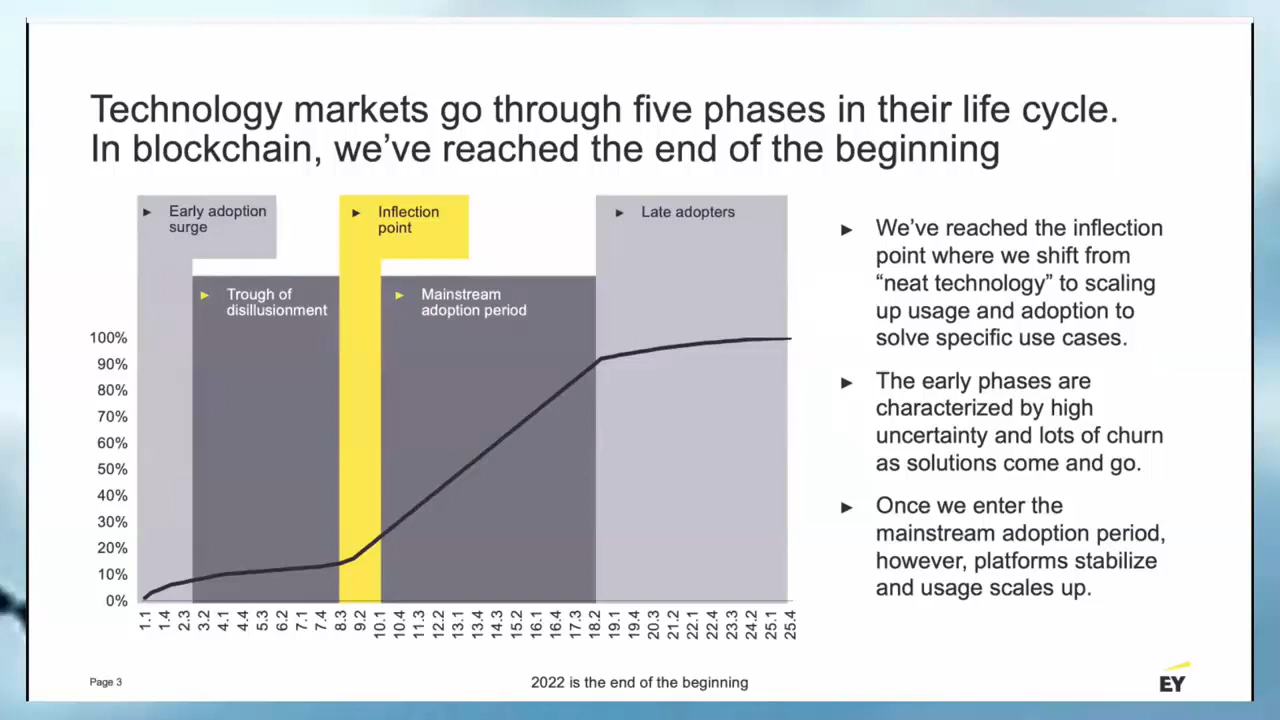 Technology markets go through five phases in their life cycle.
In blockchain, we've reached the end of the beginning
► Early adoption
surge
► Inflection
point
► Late adopters
► Trough of
disillusionment
► Mainstream
adoption period
100%
90%
80%
70%
60%
50%
40%
30%
20%
10%
0%
1.1
1.4
2.3
3.2
4.1
4.4
5.3
6.2
7.1
7.4
8.3
9.2
10.1
10.4
11.3
12.2
13.1
13.4
14.3
15.2
16.1
16.4
17.3
18.2
19.1
19.4
20.3
21.2
22.1
22.4
23.3
24.2
25.1
25.4
► We've reached the inflection
point where we shift from
“neat technology” to scaling
up usage and adoption to
solve specific use cases.
► The early phases are
characterized by high
uncertainty and lots of churn
as solutions come and go.
► Once we enter the
mainstream adoption period,
however, platforms stabilize
and usage scales up.
Page 3
2022 is the end of the beginning
EY